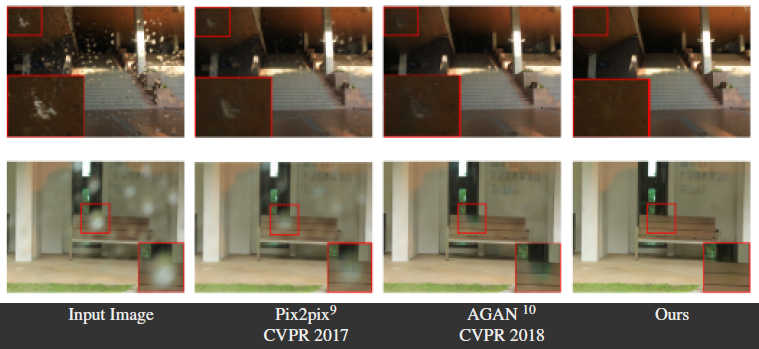 Input Image
Pix2pix9
CVPR 2017
AGAN 10
CVPR 2018
Ours